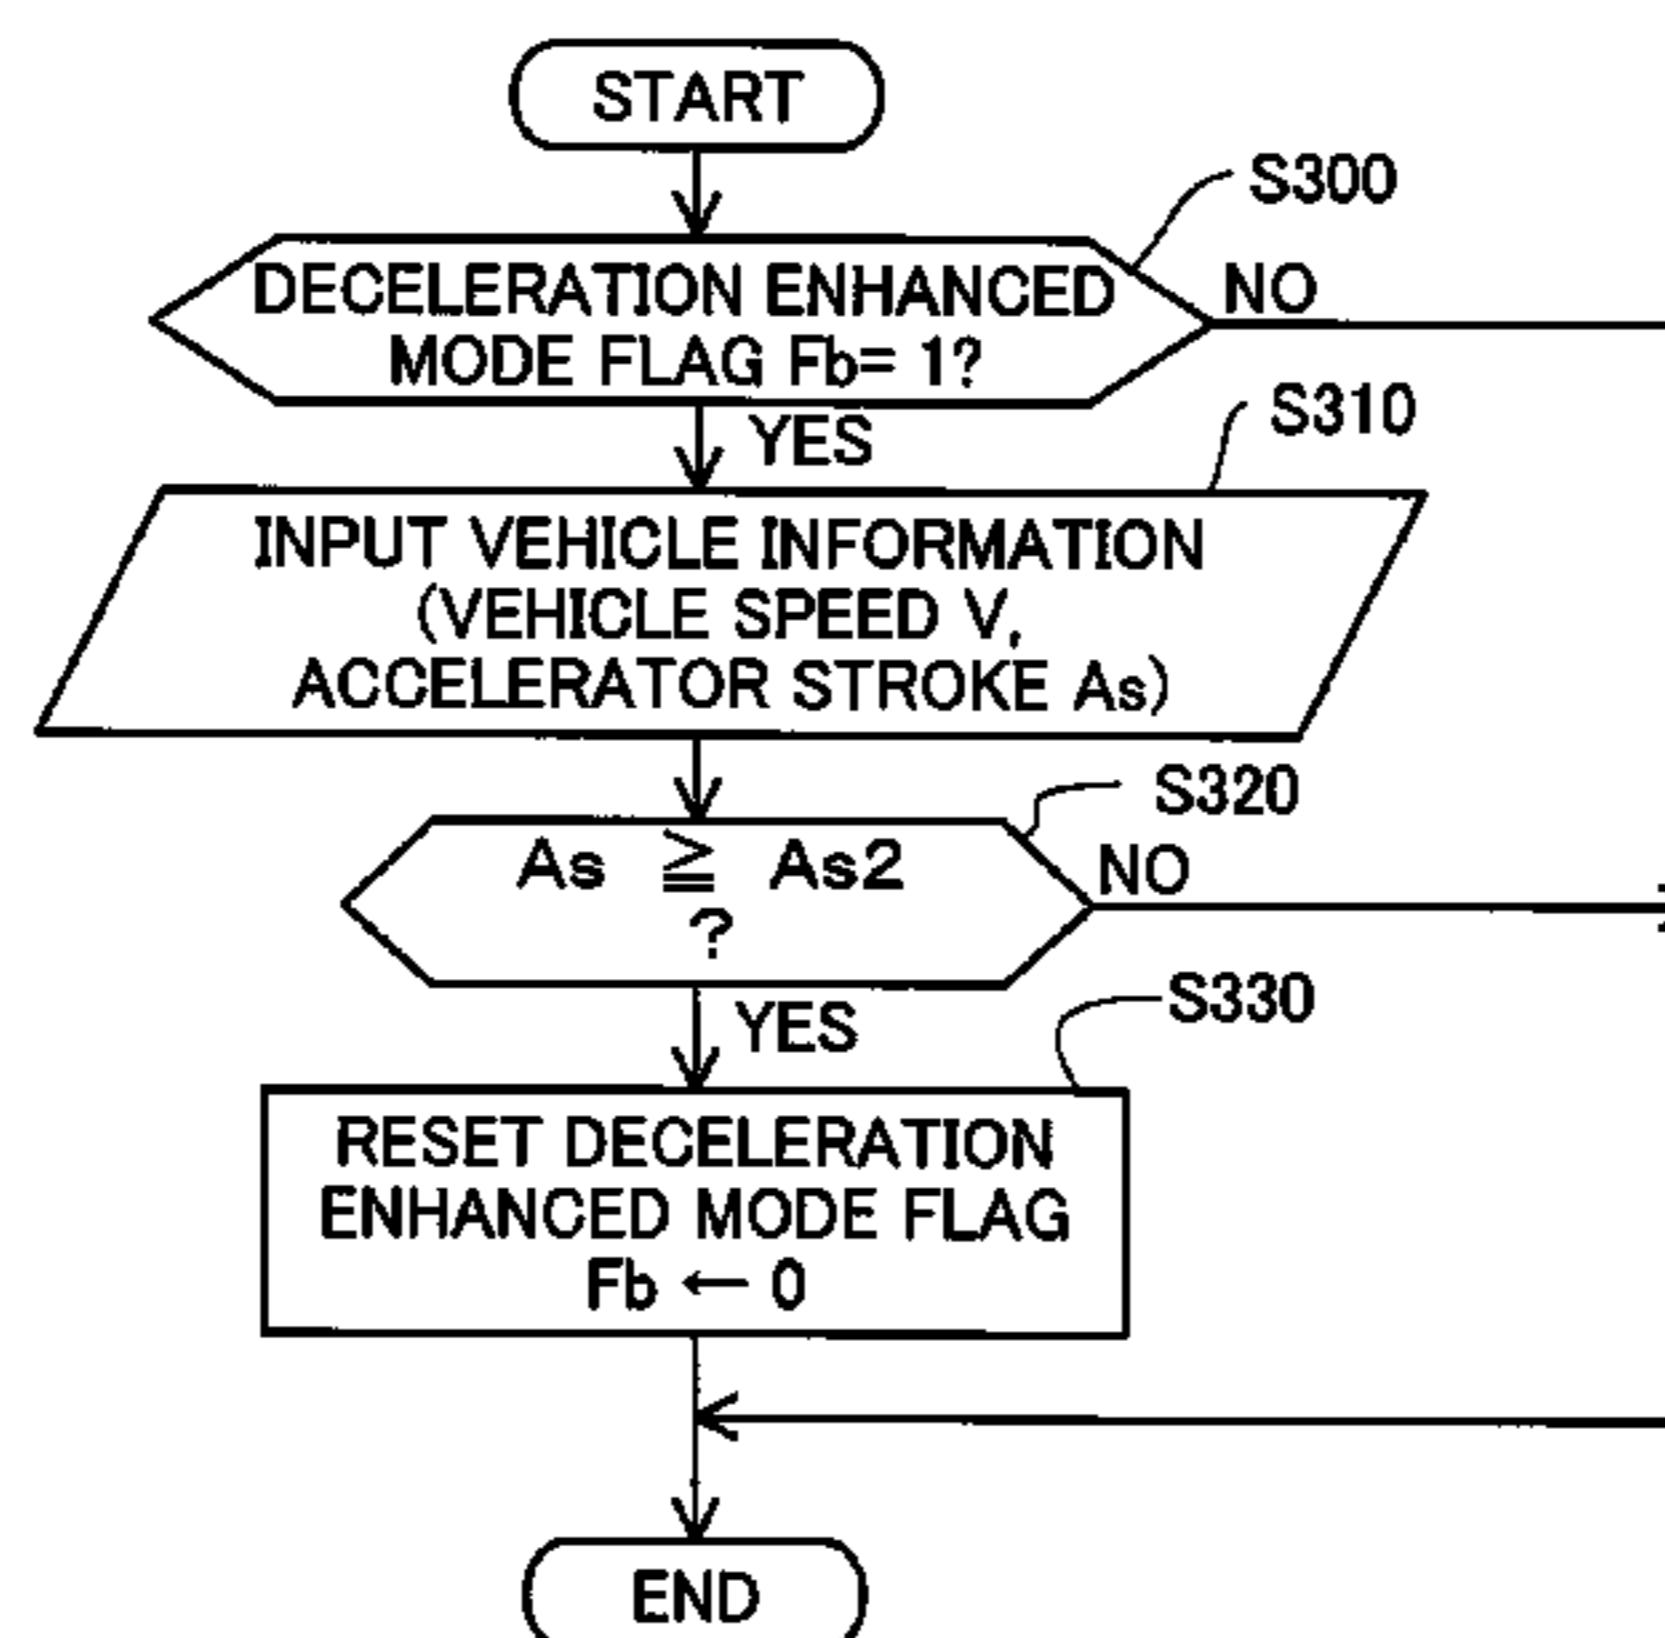 START
S300
DECELERATION ENHANCED
MODE FLAG Fb= 1?
NO
YES
S310
INPUT VEHICLE INFORMATION
(VEHICLE SPEED V,
ACCELERATOR STROKE As)
S320
As ≧ As2
?
NO
YES
S330
RESET DECELERATION
ENHANCED MODE FLAG
Fb ← 0
END